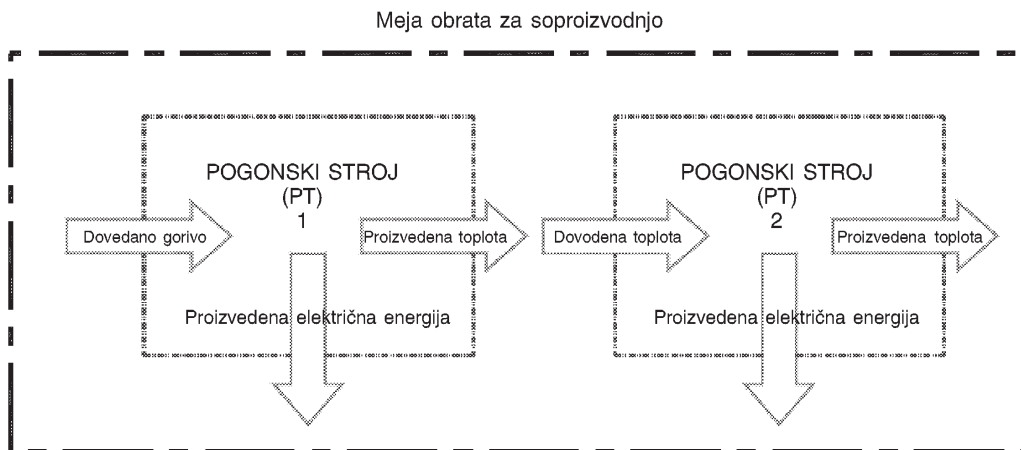 Meja obrata za soproizvodnjo
POGONSKI STROJ
(PT)
1
Dovedano gorivo
Proizvedena toplota
Proizvedena električna energija
POGONSKI STROJ
(PT)
2
Dovodena toplota
Proizvedena toplota
Proizvedena električna energija